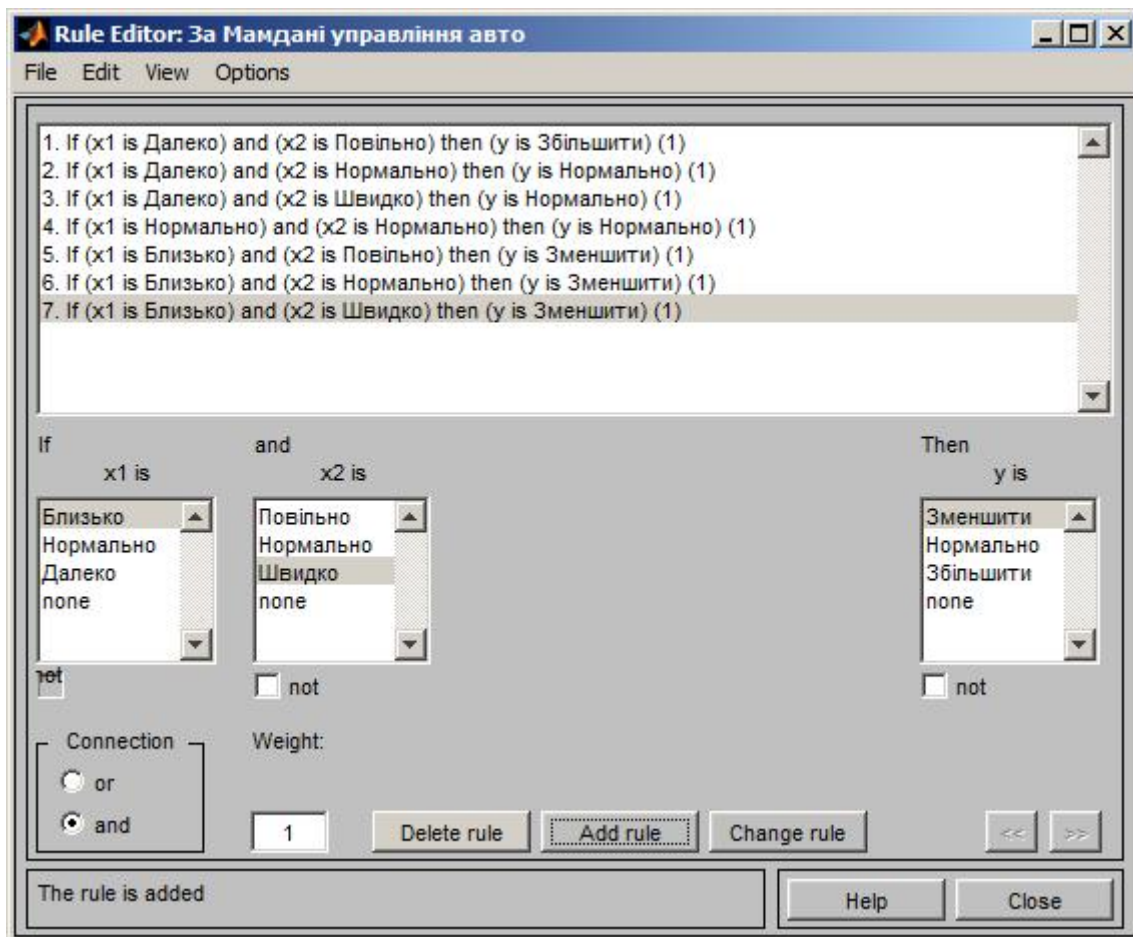 Rule Editor: За Мамдані управління авто
File Edit View Options
1. If (x1 is Далеко) and (x2 is Повільно) then (y is Збільшити) (1)
2. If (x1 is Далеко) and (x2 is Нормально) then (y is Нормально) (1)
3. If (x1 is Далеко) and (x2 is Швидко) then (y is Нормально) (1)
4. If (x1 is Нормально) and (x2 is Нормально) then (y is Нормально) (1)
5. If (x1 is Близько) and (x2 is Повільно) then (y is Зменшити) (1)
6. If (x1 is Близько) and (x2 is Нормально) then (y is Зменшити) (1)
7. If (x1 is Близько) and (x2 is Швидко) then (y is Зменшити) (1)
If and Then
x1 is x2 is y is
Близько Повільно Зменшити
Нормально Нормально Нормально
Далеко Швидко Збільшити
none none none
not not not
Connection Weight:
or
and 1 Delete rule Add rule Change rule << >>
The rule is added Help Close